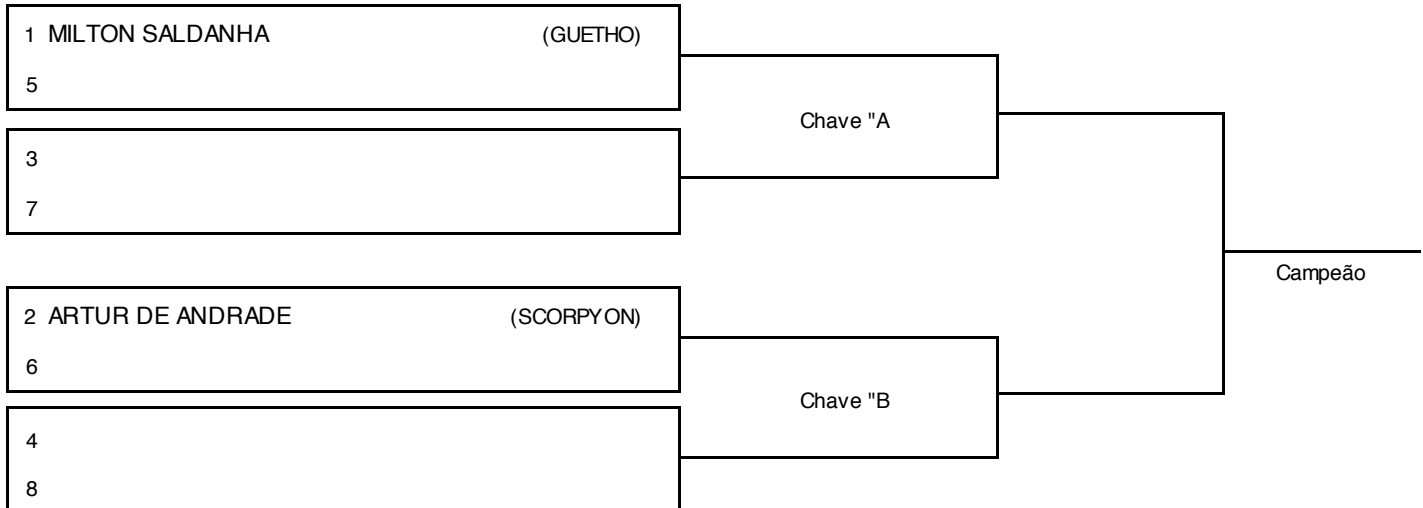 1 MILTON SALDANHA (GUETHO)
5
Chave "A
3
7
Campeão
2 ARTUR DE ANDRADE (SCORPYON)
6
Chave "B
4
8